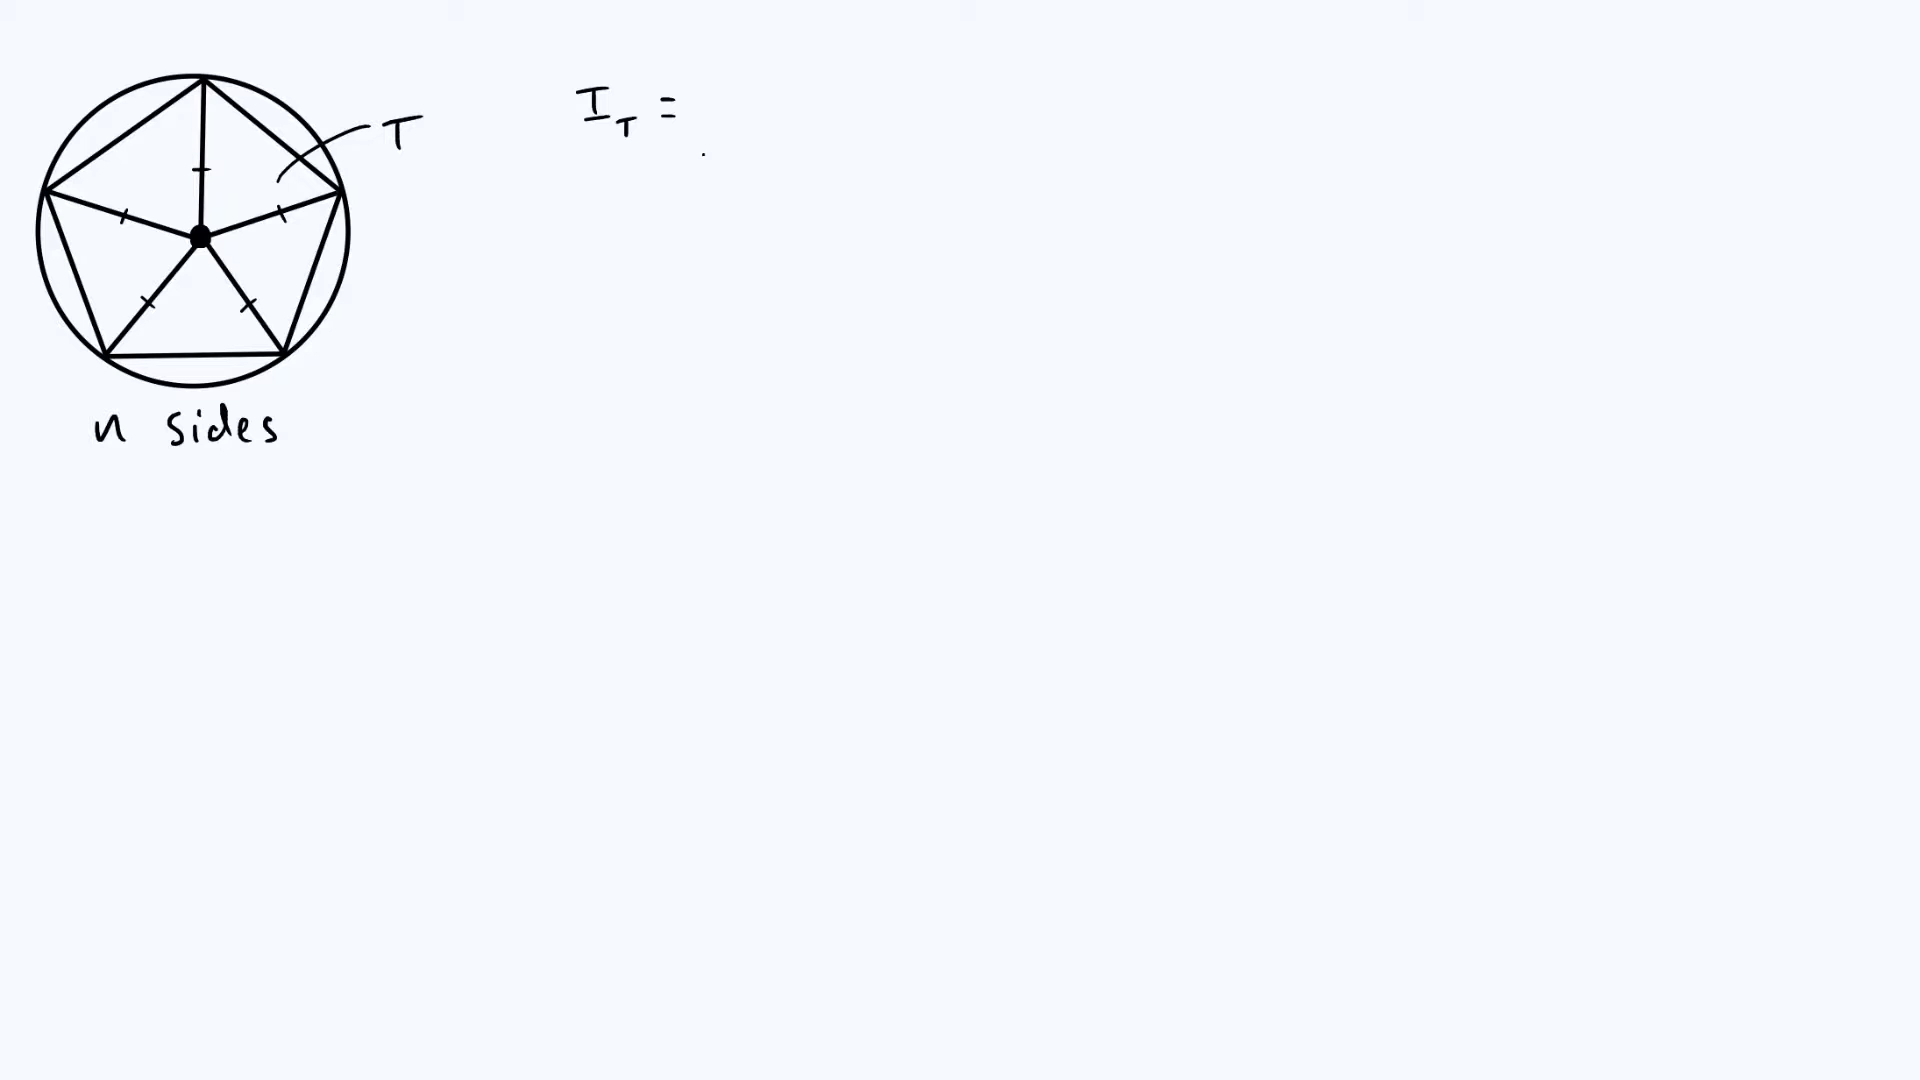 T
I_T =
n sides